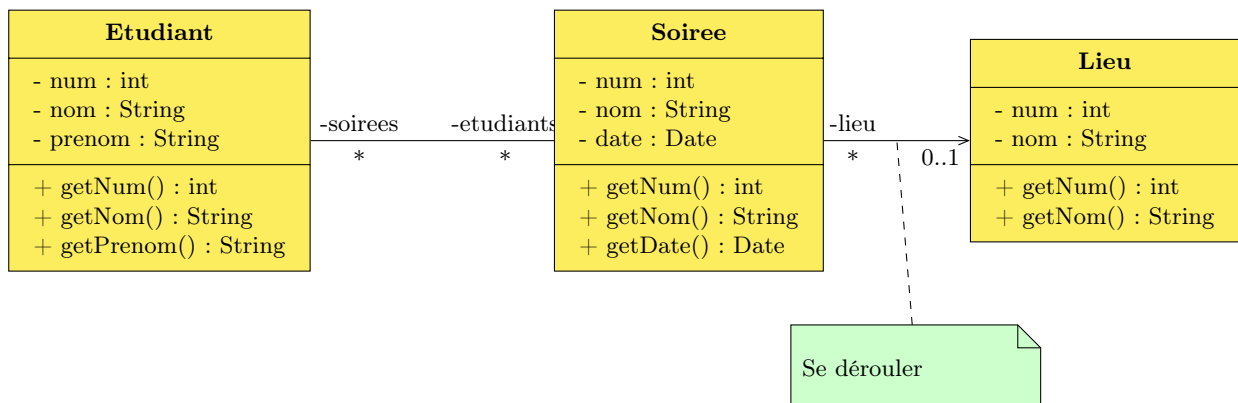 Etudiant
- num : int
- nom : String
- prenom : String
+ getNum() : int
+ getNom() : String
+ getPrenom() : String
-soirees
*
-etudiants
*
Soiree
- num : int
- nom : String
- date : Date
+ getNum() : int
+ getNom() : String
+ getDate() : Date
-lieu
*
0..1
Lieu
- num : int
- nom : String
+ getNum() : int
+ getNom() : String
Se dérouler